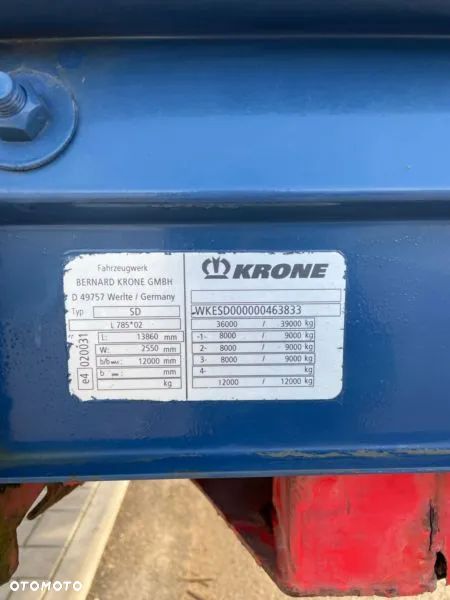 Fahrzeugwerk
BERNARD KRONE GMBH
D 49757 Werlte / Germany
Typ SD
L 785*02
e4 020031
L: 13860 mm
W: 2550 mm
b/b 12000 mm
b mm
kg
KRONE
WKESD000000463833
36000 / 39000 kg
-1- 8000 / 9000 kg
2- 8000 / 9000 kg
3- 8000 / 9000 kg
4- kg
12000 / 12000 kg
OTOMOTO